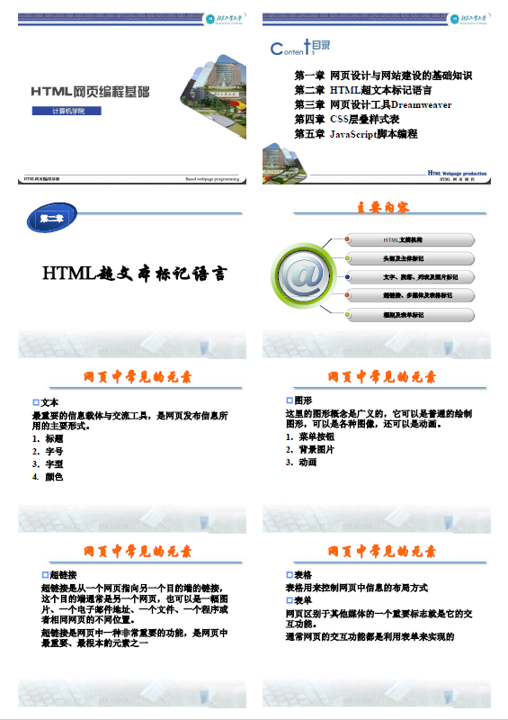 北京工业大学
HTML网页编程基础
计算机学院
HTML网页编程基础
Based webpage programming
北京工业大学
Contents目录
第一章 网页设计与网站建设的基础知识
第二章 HTML超文本标记语言
第三章 网页设计工具Dreamweaver
第四章 CSS层叠样式表
第五章 JavaScript脚本编程
HTML Webpage production
HTML 网 页 制 作
第二章
HTML超文本标记语言
主要内容
HTML文档机构
头部及主体标记
文字、段落、列表及图片标记
超链接、多媒体及表格标记
框架及表单标记
网页中常见的元素
文本
最重要的信息载体与交流工具，是网页发布信息所
用的主要形式。
1．标题
2．字号
3．字型
4. 颜色
网页中常见的元素
图形
这里的图形概念是广义的，它可以是普通的绘制
图形，可以是各种图像，还可以是动画。
1．菜单按钮
2．背景图片
3．动画
网页中常见的元素
超链接
超链接是从一个网页指向另一个目的端的链接，
这个目的端通常是另一个网页，也可以是一幅图
片、一个电子邮件地址、一个文件、一个程序或
者相同网页的不同位置。
超链接是网页中一种非常重要的功能，是网页中
最重要、最根本的元素之一
网页中常见的元素
表格
表格用来控制网页中信息的布局方式
表单
网页区别于其他媒体的一个重要标志就是它的交
互功能。
通常网页的交互功能都是利用表单来实现的